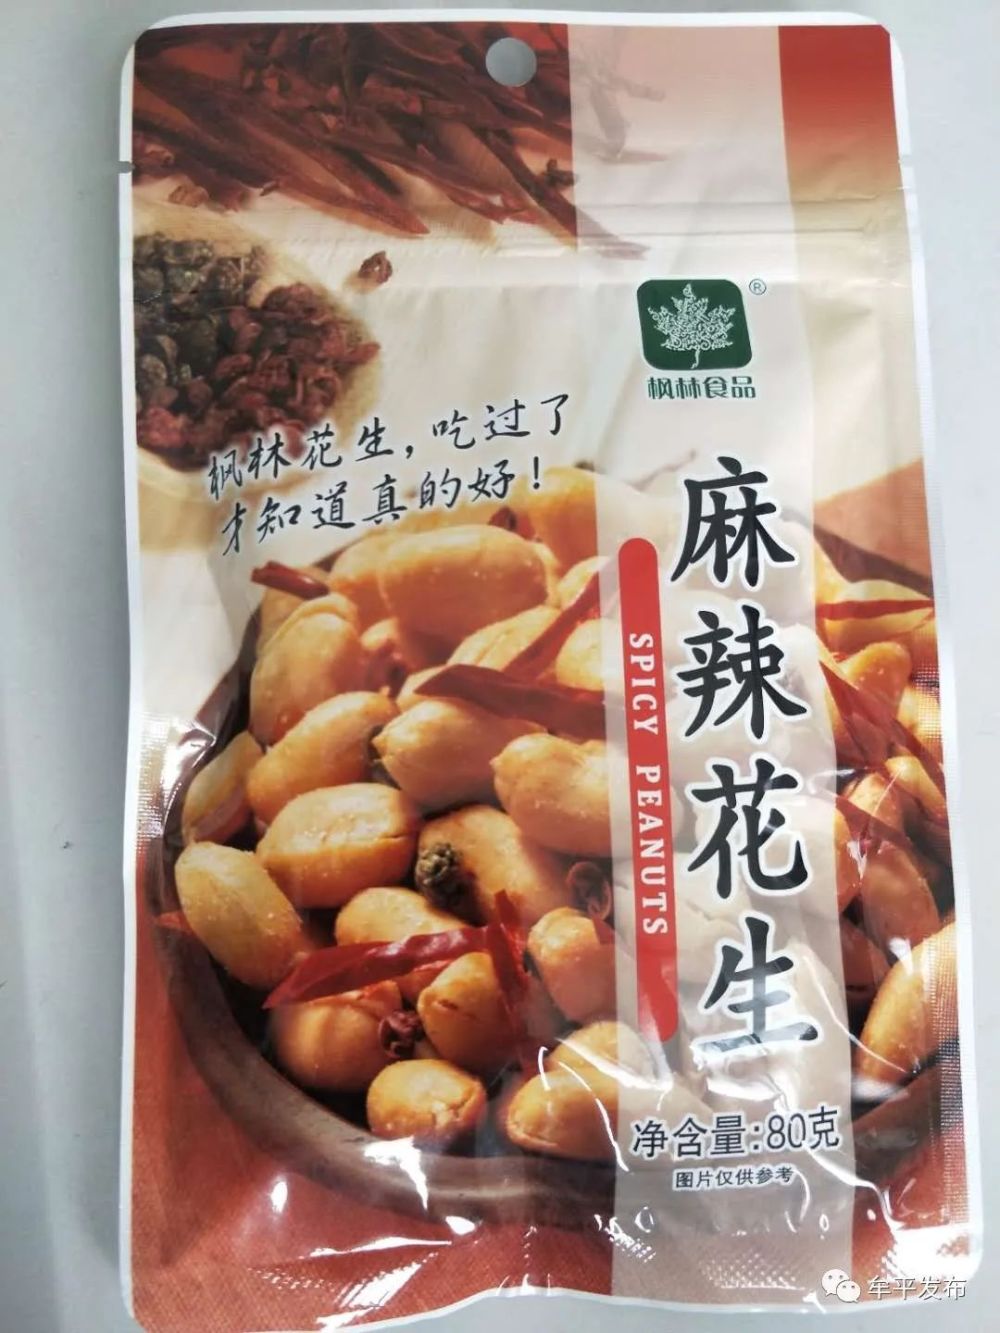 ®
枫林食品
枫林花生，吃过了
才知道真的好！
麻辣花生
SPICY PEANUTS
净含量:80克
图片仅供参考
牟平发布